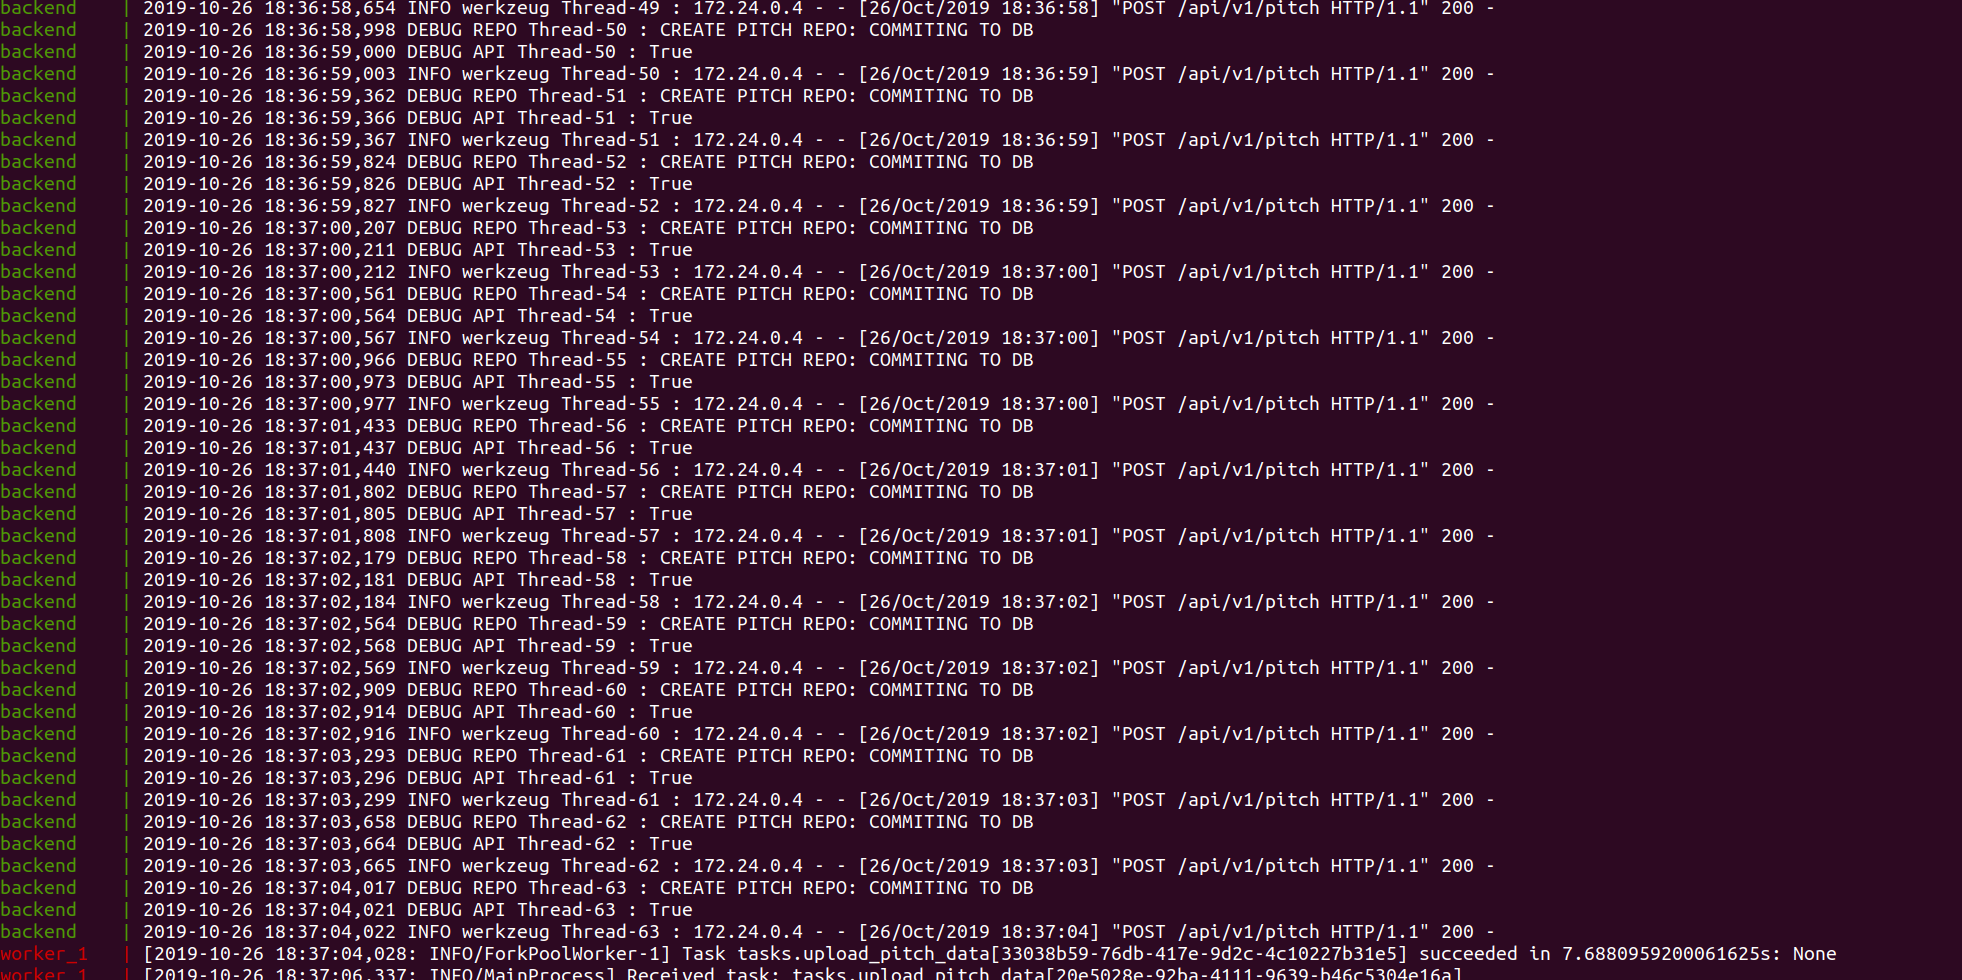 backend | 2019-10-26 18:36:58,654 INFO werkzeug Thread-49 : 172.24.0.4 - - [26/Oct/2019 18:36:58] "POST /api/v1/pitch HTTP/1.1" 200 -
backend | 2019-10-26 18:36:58,998 DEBUG REPO Thread-50 : CREATE PITCH REPO: COMMITING TO DB
backend | 2019-10-26 18:36:59,000 DEBUG API Thread-50 : True
backend | 2019-10-26 18:36:59,003 INFO werkzeug Thread-50 : 172.24.0.4 - - [26/Oct/2019 18:36:59] "POST /api/v1/pitch HTTP/1.1" 200 -
backend | 2019-10-26 18:36:59,362 DEBUG REPO Thread-51 : CREATE PITCH REPO: COMMITING TO DB
backend | 2019-10-26 18:36:59,366 DEBUG API Thread-51 : True
backend | 2019-10-26 18:36:59,367 INFO werkzeug Thread-51 : 172.24.0.4 - - [26/Oct/2019 18:36:59] "POST /api/v1/pitch HTTP/1.1" 200 -
backend | 2019-10-26 18:36:59,824 DEBUG REPO Thread-52 : CREATE PITCH REPO: COMMITING TO DB
backend | 2019-10-26 18:36:59,826 DEBUG API Thread-52 : True
backend | 2019-10-26 18:36:59,827 INFO werkzeug Thread-52 : 172.24.0.4 - - [26/Oct/2019 18:36:59] "POST /api/v1/pitch HTTP/1.1" 200 -
backend | 2019-10-26 18:37:00,207 DEBUG REPO Thread-53 : CREATE PITCH REPO: COMMITING TO DB
backend | 2019-10-26 18:37:00,211 DEBUG API Thread-53 : True
backend | 2019-10-26 18:37:00,212 INFO werkzeug Thread-53 : 172.24.0.4 - - [26/Oct/2019 18:37:00] "POST /api/v1/pitch HTTP/1.1" 200 -
backend | 2019-10-26 18:37:00,561 DEBUG REPO Thread-54 : CREATE PITCH REPO: COMMITING TO DB
backend | 2019-10-26 18:37:00,564 DEBUG API Thread-54 : True
backend | 2019-10-26 18:37:00,567 INFO werkzeug Thread-54 : 172.24.0.4 - - [26/Oct/2019 18:37:00] "POST /api/v1/pitch HTTP/1.1" 200 -
backend | 2019-10-26 18:37:00,966 DEBUG REPO Thread-55 : CREATE PITCH REPO: COMMITING TO DB
backend | 2019-10-26 18:37:00,973 DEBUG API Thread-55 : True
backend | 2019-10-26 18:37:00,977 INFO werkzeug Thread-55 : 172.24.0.4 - - [26/Oct/2019 18:37:00] "POST /api/v1/pitch HTTP/1.1" 200 -
backend | 2019-10-26 18:37:01,433 DEBUG REPO Thread-56 : CREATE PITCH REPO: COMMITING TO DB
backend | 2019-10-26 18:37:01,437 DEBUG API Thread-56 : True
backend | 2019-10-26 18:37:01,440 INFO werkzeug Thread-56 : 172.24.0.4 - - [26/Oct/2019 18:37:01] "POST /api/v1/pitch HTTP/1.1" 200 -
backend | 2019-10-26 18:37:01,802 DEBUG REPO Thread-57 : CREATE PITCH REPO: COMMITING TO DB
backend | 2019-10-26 18:37:01,805 DEBUG API Thread-57 : True
backend | 2019-10-26 18:37:01,808 INFO werkzeug Thread-57 : 172.24.0.4 - - [26/Oct/2019 18:37:01] "POST /api/v1/pitch HTTP/1.1" 200 -
backend | 2019-10-26 18:37:02,179 DEBUG REPO Thread-58 : CREATE PITCH REPO: COMMITING TO DB
backend | 2019-10-26 18:37:02,181 DEBUG API Thread-58 : True
backend | 2019-10-26 18:37:02,184 INFO werkzeug Thread-58 : 172.24.0.4 - - [26/Oct/2019 18:37:02] "POST /api/v1/pitch HTTP/1.1" 200 -
backend | 2019-10-26 18:37:02,564 DEBUG REPO Thread-59 : CREATE PITCH REPO: COMMITING TO DB
backend | 2019-10-26 18:37:02,568 DEBUG API Thread-59 : True
backend | 2019-10-26 18:37:02,569 INFO werkzeug Thread-59 : 172.24.0.4 - - [26/Oct/2019 18:37:02] "POST /api/v1/pitch HTTP/1.1" 200 -
backend | 2019-10-26 18:37:02,909 DEBUG REPO Thread-60 : CREATE PITCH REPO: COMMITING TO DB
backend | 2019-10-26 18:37:02,914 DEBUG API Thread-60 : True
backend | 2019-10-26 18:37:02,916 INFO werkzeug Thread-60 : 172.24.0.4 - - [26/Oct/2019 18:37:02] "POST /api/v1/pitch HTTP/1.1" 200 -
backend | 2019-10-26 18:37:03,293 DEBUG REPO Thread-61 : CREATE PITCH REPO: COMMITING TO DB
backend | 2019-10-26 18:37:03,296 DEBUG API Thread-61 : True
backend | 2019-10-26 18:37:03,299 INFO werkzeug Thread-61 : 172.24.0.4 - - [26/Oct/2019 18:37:03] "POST /api/v1/pitch HTTP/1.1" 200 -
backend | 2019-10-26 18:37:03,658 DEBUG REPO Thread-62 : CREATE PITCH REPO: COMMITING TO DB
backend | 2019-10-26 18:37:03,664 DEBUG API Thread-62 : True
backend | 2019-10-26 18:37:03,665 INFO werkzeug Thread-62 : 172.24.0.4 - - [26/Oct/2019 18:37:03] "POST /api/v1/pitch HTTP/1.1" 200 -
backend | 2019-10-26 18:37:04,017 DEBUG REPO Thread-63 : CREATE PITCH REPO: COMMITING TO DB
backend | 2019-10-26 18:37:04,021 DEBUG API Thread-63 : True
backend | 2019-10-26 18:37:04,022 INFO werkzeug Thread-63 : 172.24.0.4 - - [26/Oct/2019 18:37:04] "POST /api/v1/pitch HTTP/1.1" 200 -
worker_1 | [2019-10-26 18:37:04,028: INFO/ForkPoolWorker-1] Task tasks.upload_pitch_data[33038b59-76db-417e-9d2c-4c10227b31e5] succeeded in 7.6880959200061625s: None
worker_1 | [2019-10-26 18:37:06,337: INFO/MainProcess] Received task: tasks.upload_pitch_data[20e5028e-92ba-4111-9639-b46c5304e16a]